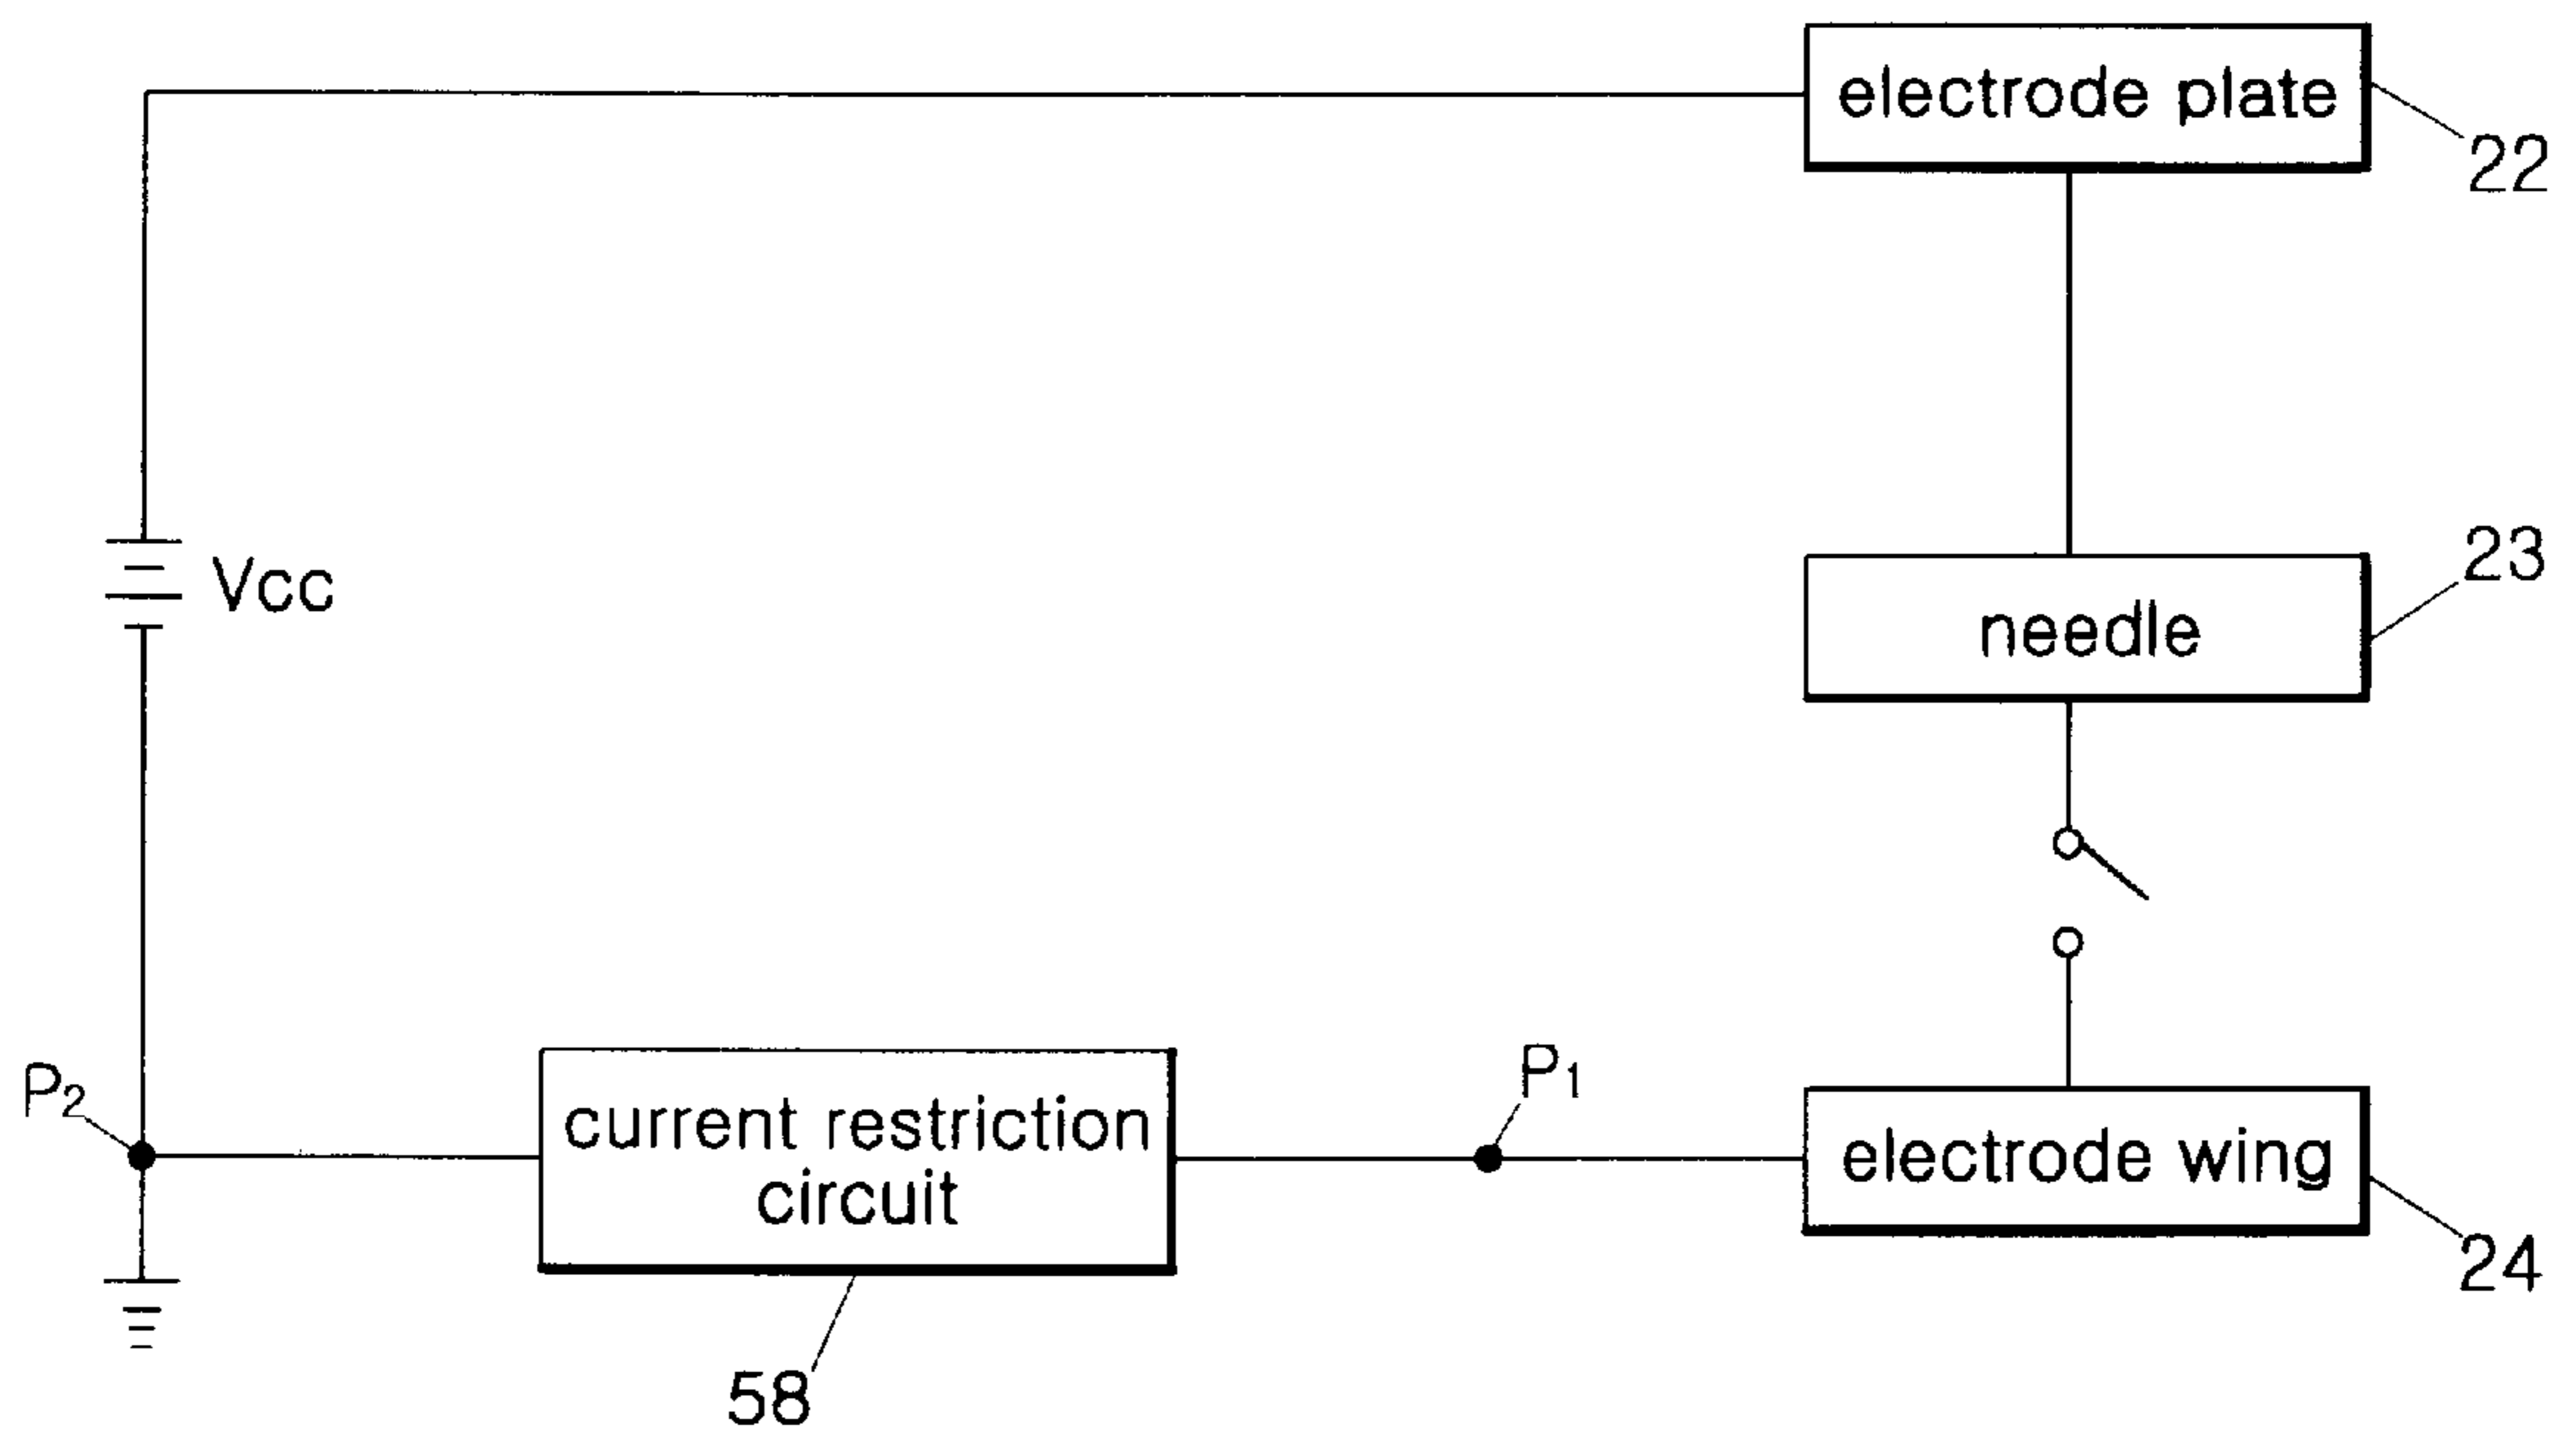 electrode plate
22
Vcc
23
needle
P1
P2
current restriction
circuit
electrode wing
24
58